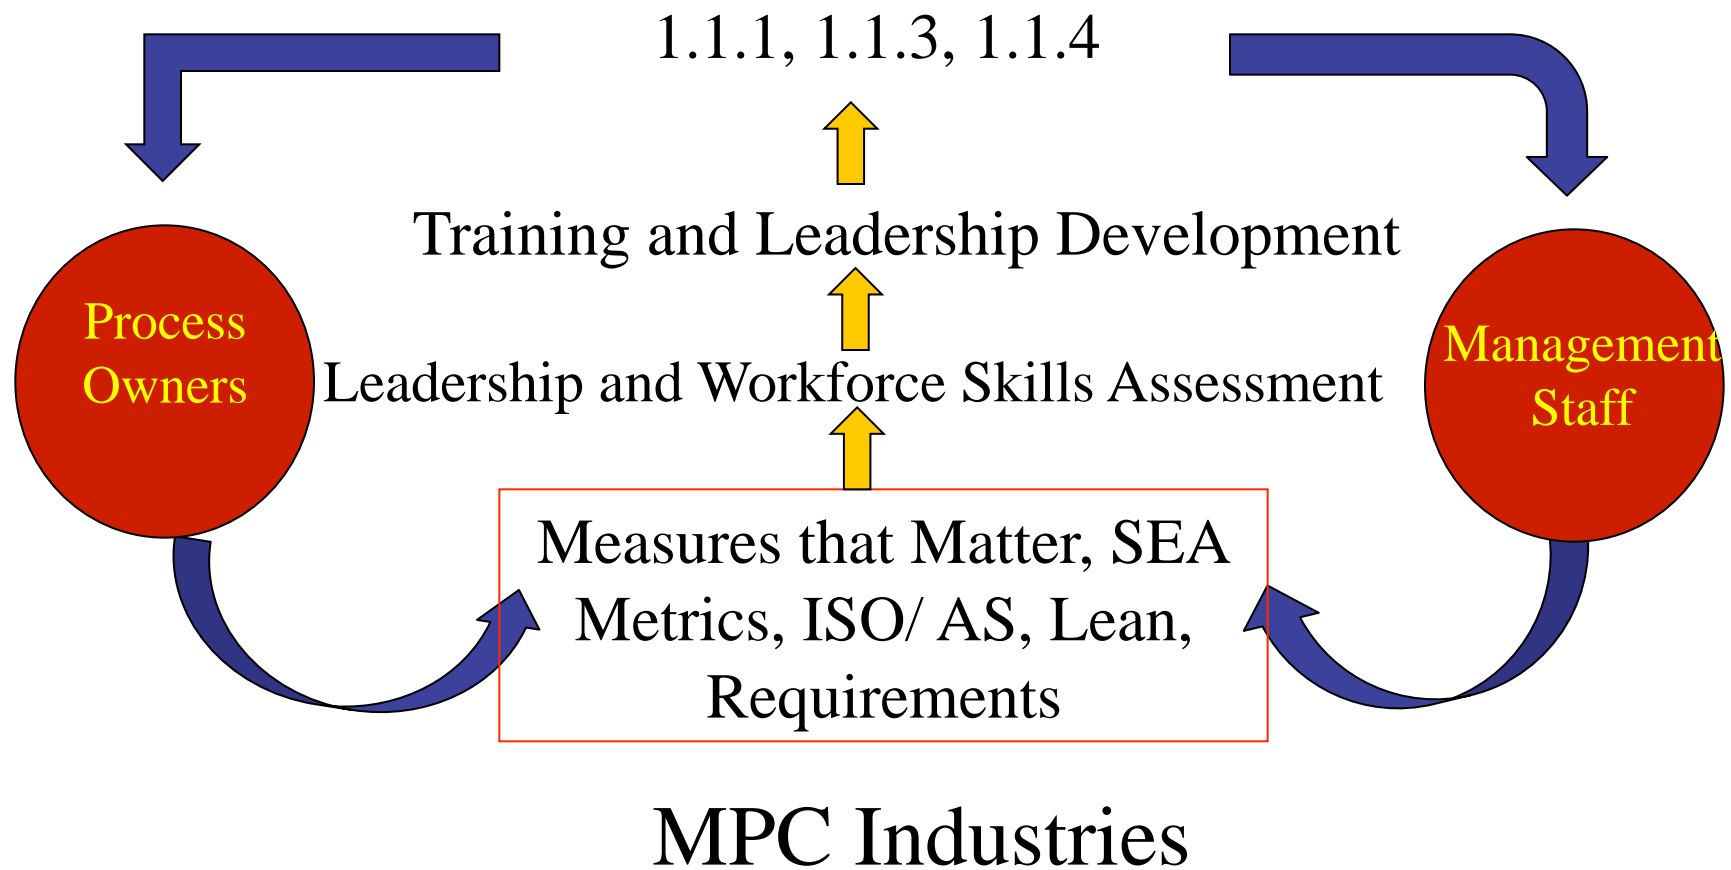 1.1.1, 1.1.3, 1.1.4
Training and Leadership Development
Process
Owners
Leadership and Workforce Skills Assessment
Management
Staff
Measures that Matter, SEA
Metrics, ISO/ AS, Lean,
Requirements
MPC Industries